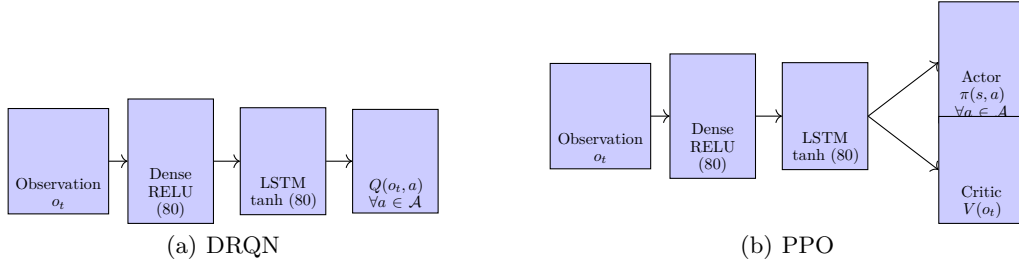 Observation
o_t
Dense
RELU
(80)
LSTM
tanh (80)
Q(o_t, a)
∀a ∈ 𝒜
(a) DRQN
Observation
o_t
Dense
RELU
(80)
LSTM
tanh (80)
Actor
π(s, a)
∀a ∈ 𝒜
Critic
V(o_t)
(b) PPO